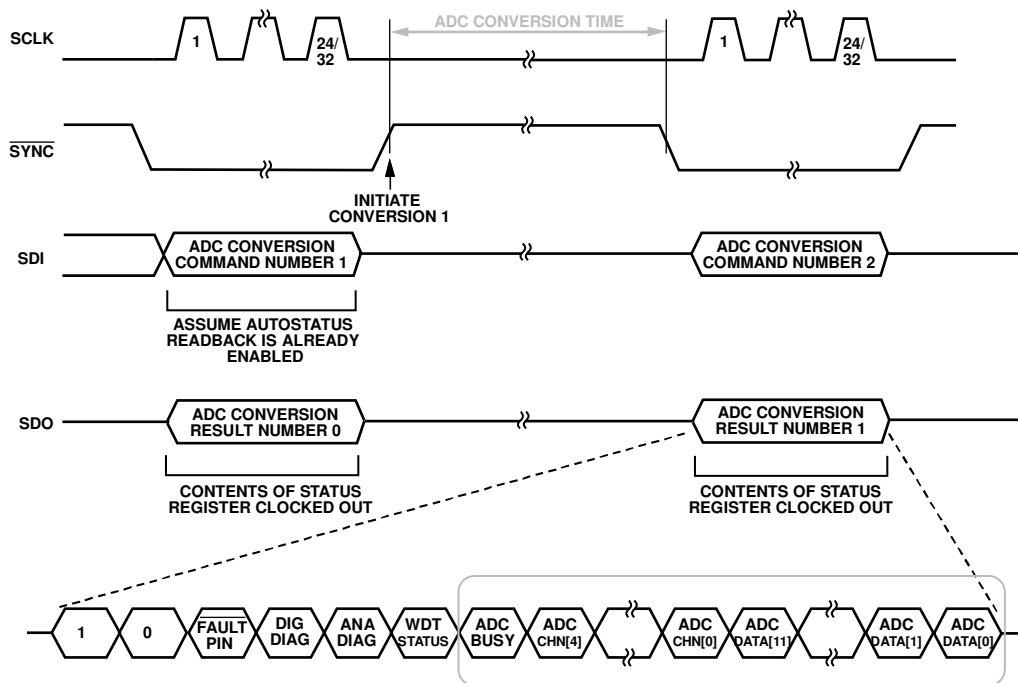 ADC CONVERSION TIME
SCLK
1
24/
32
1
24/
32
SYNC
INITIATE
CONVERSION 1
SDI
ADC CONVERSION
COMMAND NUMBER 1
ADC CONVERSION
COMMAND NUMBER 2
ASSUME AUTOSTATUS
READBACK IS ALREADY
ENABLED
SDO
ADC CONVERSION
RESULT NUMBER 0
ADC CONVERSION
RESULT NUMBER 1
CONTENTS OF STATUS
REGISTER CLOCKED OUT
CONTENTS OF STATUS
REGISTER CLOCKED OUT
1
0
FAULT
PIN
DIG
DIAG
ANA
DIAG
WDT
STATUS
ADC
BUSY
ADC
CHN[4]
ADC
CHN[0]
ADC
DATA[11]
ADC
DATA[1]
ADC
DATA[0]